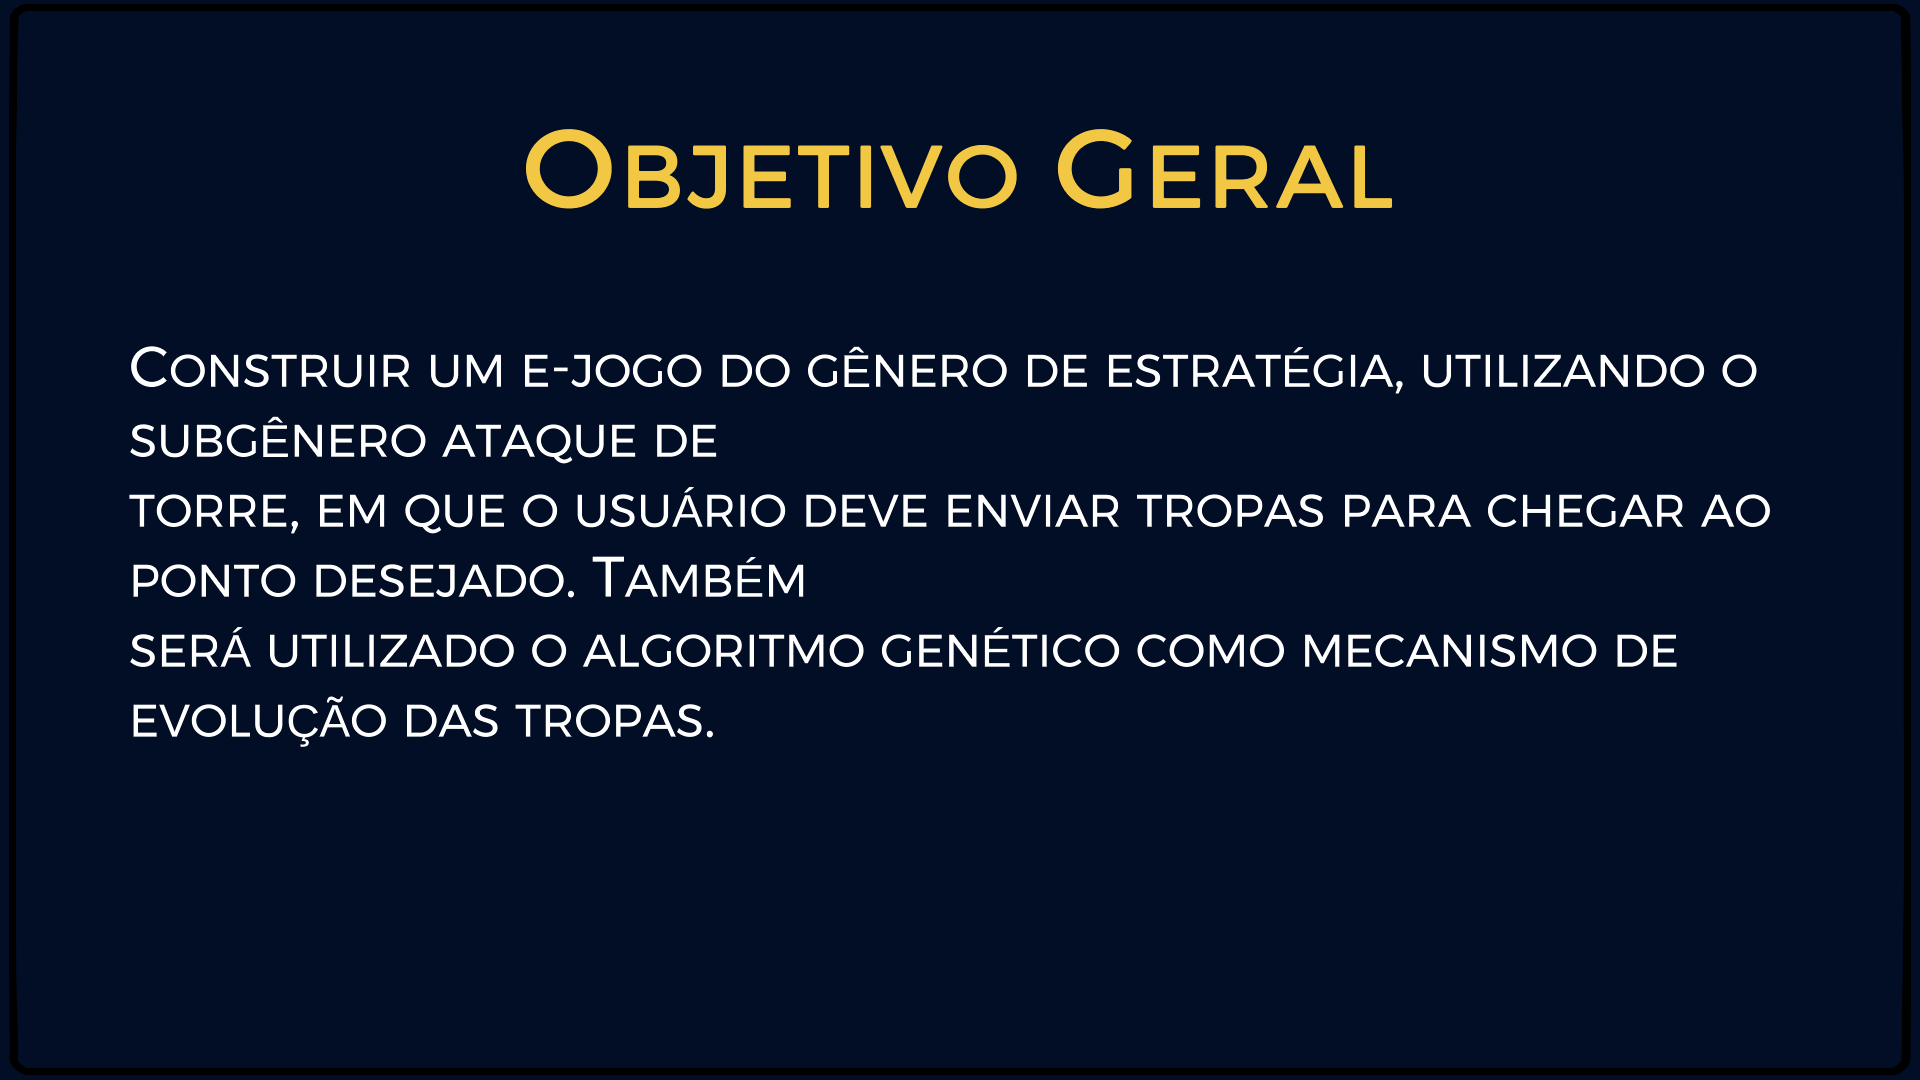 Objetivo Geral
Construir um e-jogo do gênero de estratégia, utilizando o
subgênero ataque de
torre, em que o usuário deve enviar tropas para chegar ao
ponto desejado. Também
será utilizado o algoritmo genético como mecanismo de
evolução das tropas.